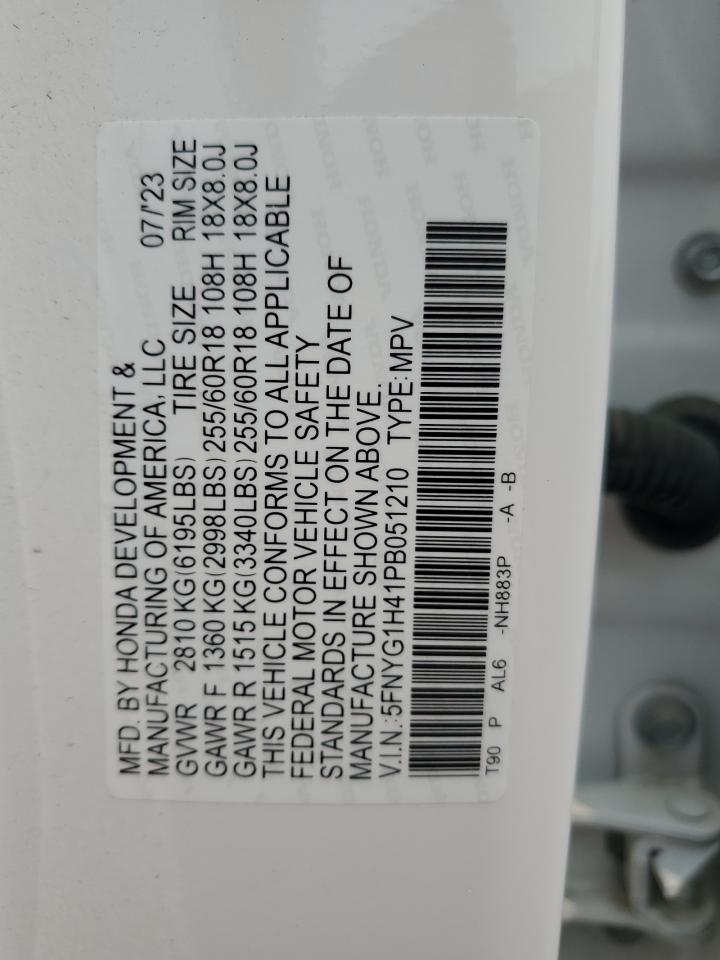 MFD. BY HONDA DEVELOPMENT &
MANUFACTURING OF AMERICA, LLC 07/'23
GVWR 2810 KG(6195LBS) TIRE SIZE RIM SIZE
GAWR F 1360 KG(2998LBS) 255/60R18 108H 18X8.0J
GAWR R 1515 KG(3340LBS) 255/60R18 108H 18X8.0J
THIS VEHICLE CONFORMS TO ALL APPLICABLE
FEDERAL MOTOR VEHICLE SAFETY
STANDARDS IN EFFECT ON THE DATE OF
MANUFACTURE SHOWN ABOVE.
V.I.N.:5FNYG1H41PB051210 TYPE:MPV
T90 P AL6 -NH883P -A -B